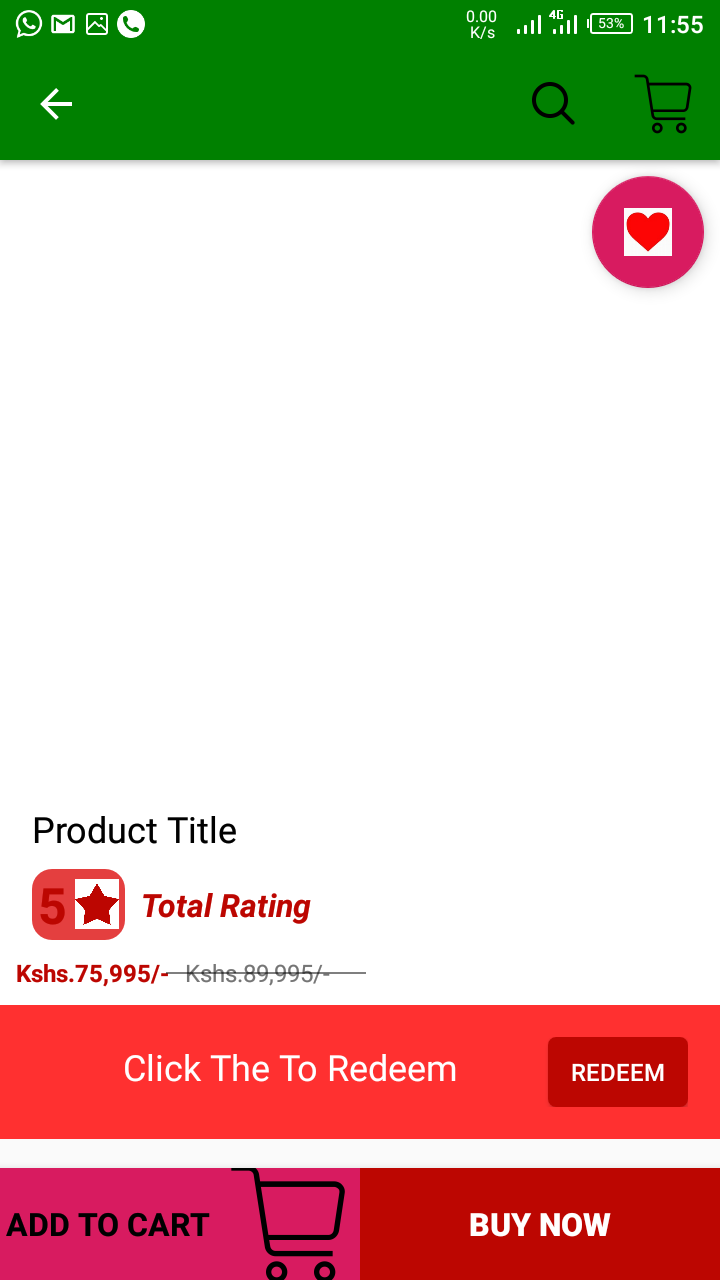 0.00
K/s
4G
53%
11:55
Product Title
5
Total Rating
Kshs.75,995/- Kshs.89,995/-
Click The To Redeem
REDEEM
ADD TO CART
BUY NOW